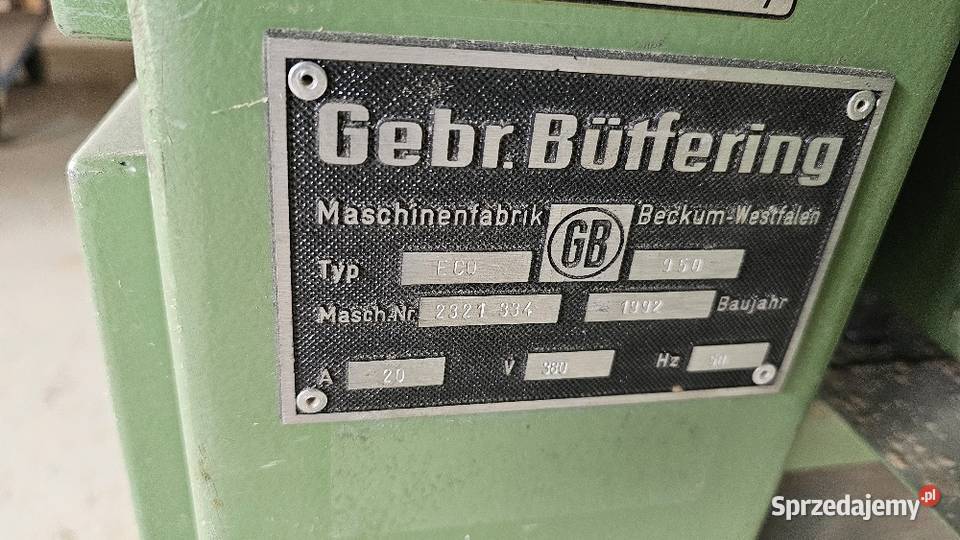 Gebr. Bütfering
Maschinenfabrik GB Beckum-Westfalen
Typ ECO 950
Masch.Nr. 2321 334 1992 Baujahr
A 20 V 380 Hz 50
Sprzedajemy.pl